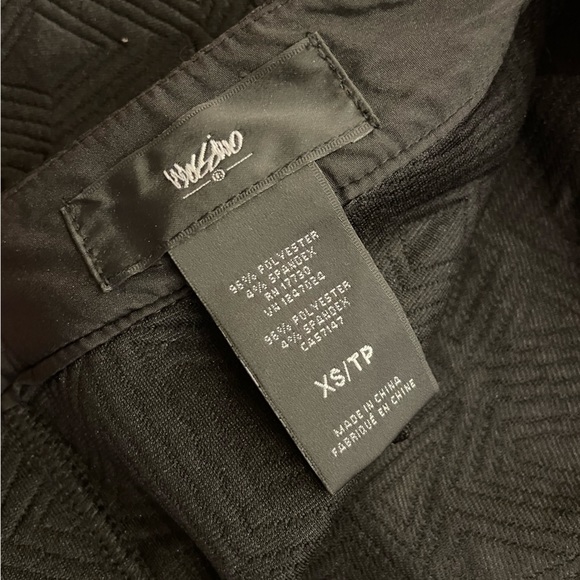 mossimo
96% POLYESTER
4% SPANDEX
RN 17730
VN 1247024
96% POLYESTER
4% SPANDEX
CA57147
XS/TP
MADE IN CHINA
FABRIQUÉ EN CHINE